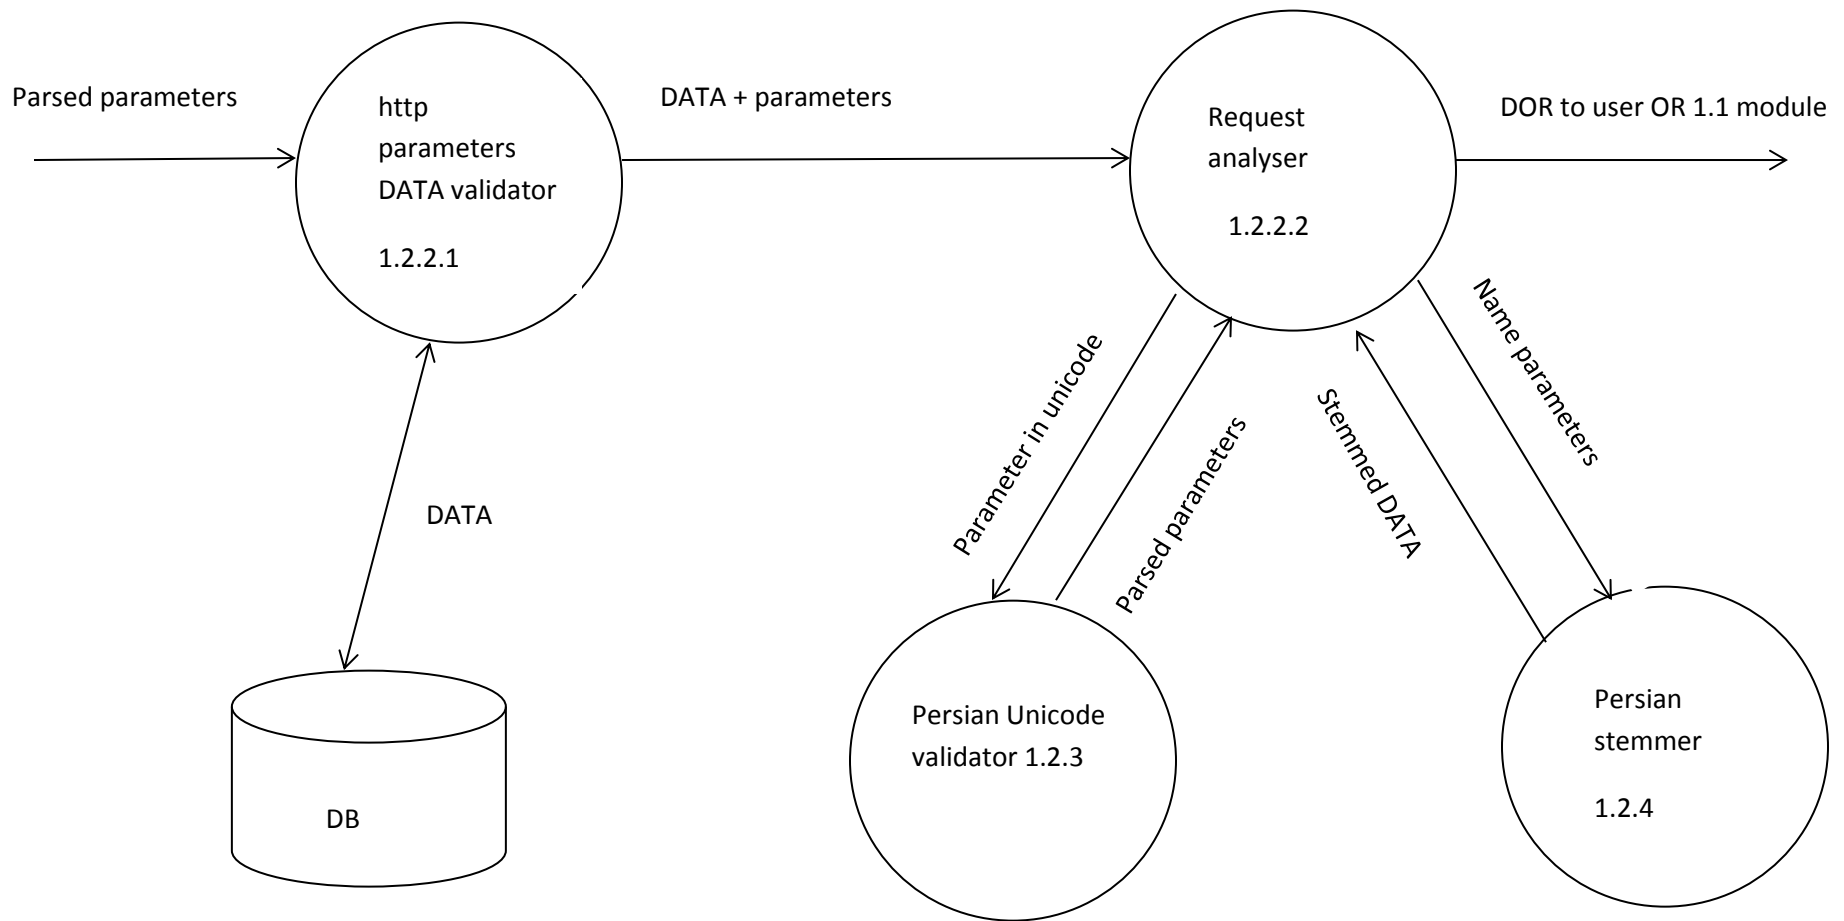 Parsed parameters
http
parameters
DATA validator
1.2.2.1
DATA + parameters
Request
analyser
1.2.2.2
DOR to user OR 1.1 module
DATA
DB
Parameter in unicode
Parsed parameters
Stemmed DATA
Name parameters
Persian Unicode
validator 1.2.3
Persian
stemmer
1.2.4